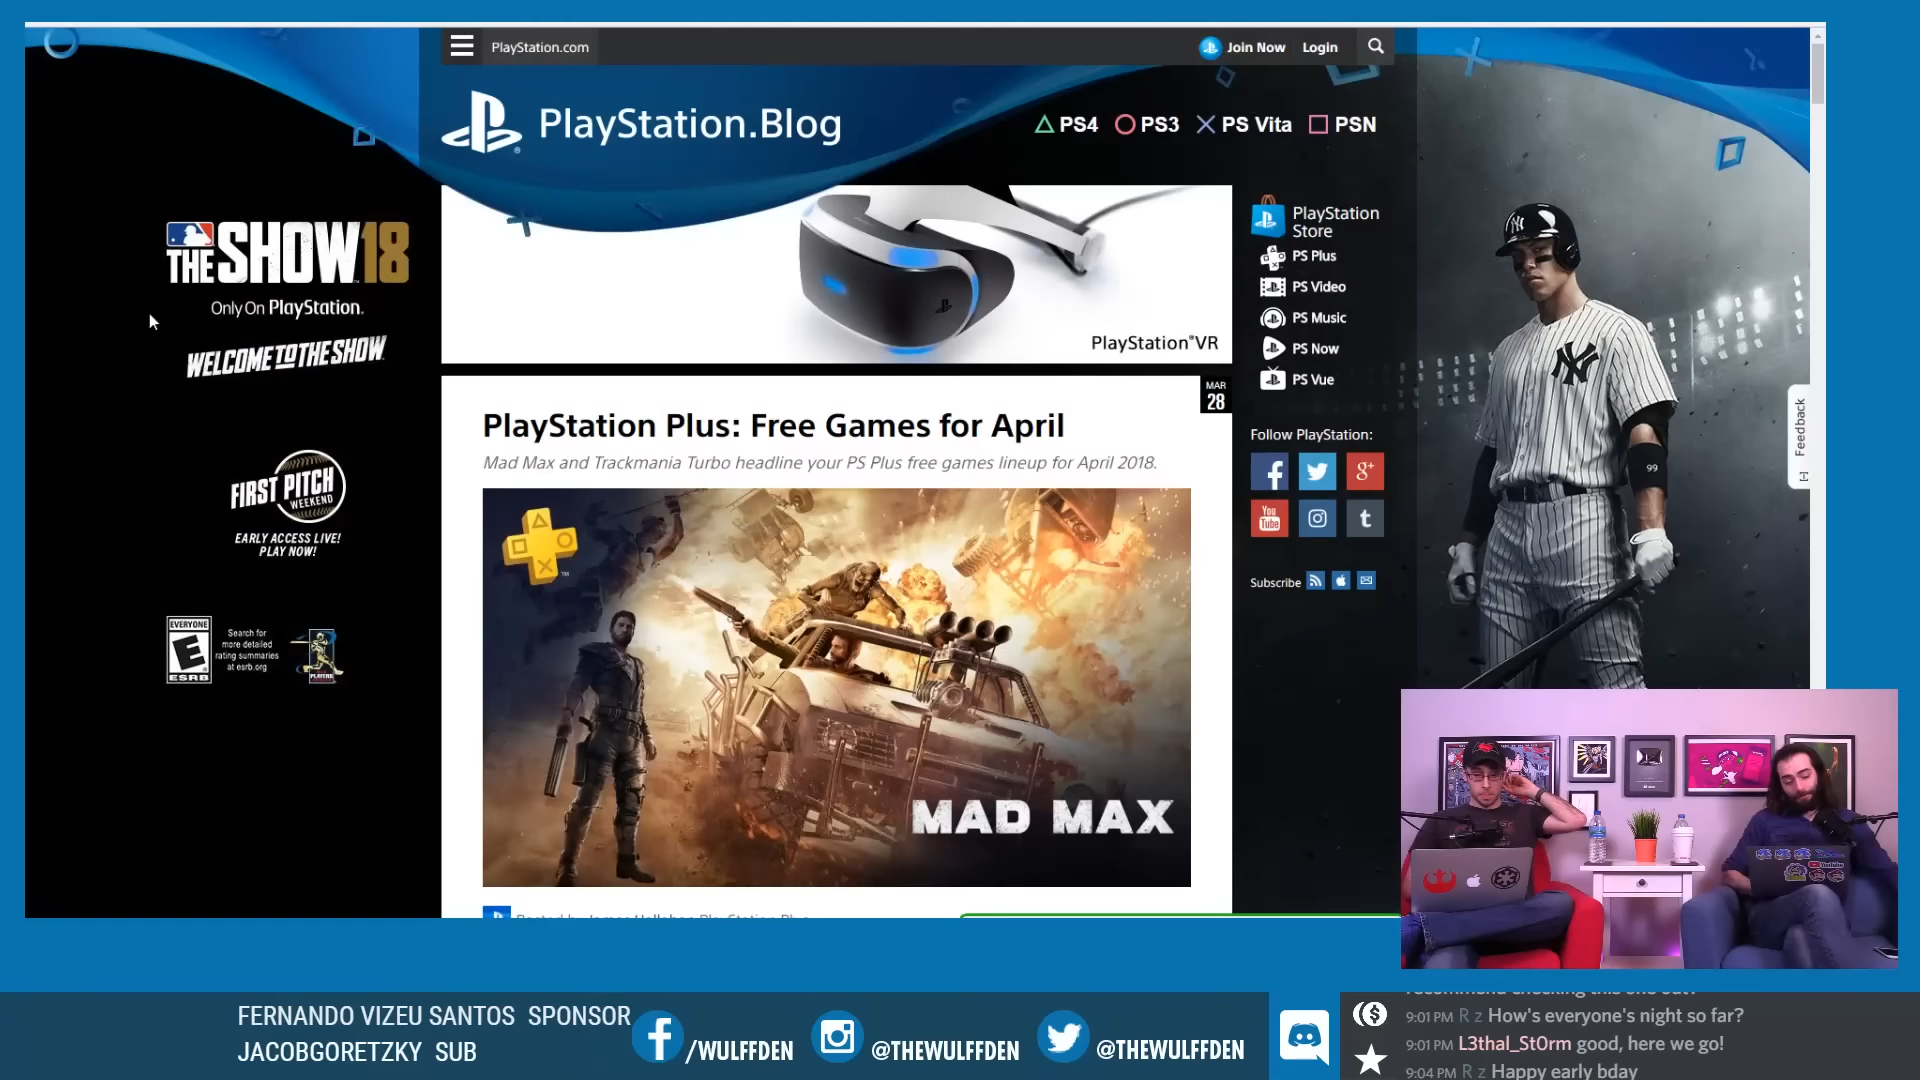 PlayStation.com
Join Now
Login
PlayStation.Blog
PS4
PS3
PS Vita
PSN
THE SHOW 18
Only On PlayStation.
WELCOME TO THE SHOW
FIRST PITCH
WEEKEND
EARLY ACCESS LIVE!
PLAY NOW!
EVERYONE
E
ESRB
Search for
more detailed
rating summaries
at esrb.org
PlayStation®VR
MAR
28
PlayStation Plus: Free Games for April
Mad Max and Trackmania Turbo headline your PS Plus free games lineup for April 2018.
MAD MAX
PlayStation
Store
PS Plus
PS Video
PS Music
PS Now
PS Vue
Follow PlayStation:
g+
You
Tube
t
Subscribe
NY
99
Feedback
[-]
FERNANDO VIZEU SANTOS SPONSOR
JACOBGORETZKY SUB
/WULFFDEN
@THEWULFFDEN
@THEWULFFDEN
9:01 PM R z How's everyone's night so far?
9:01 PM L3thal_St0rm good, here we go!
9:04 PM R z Happy early bday